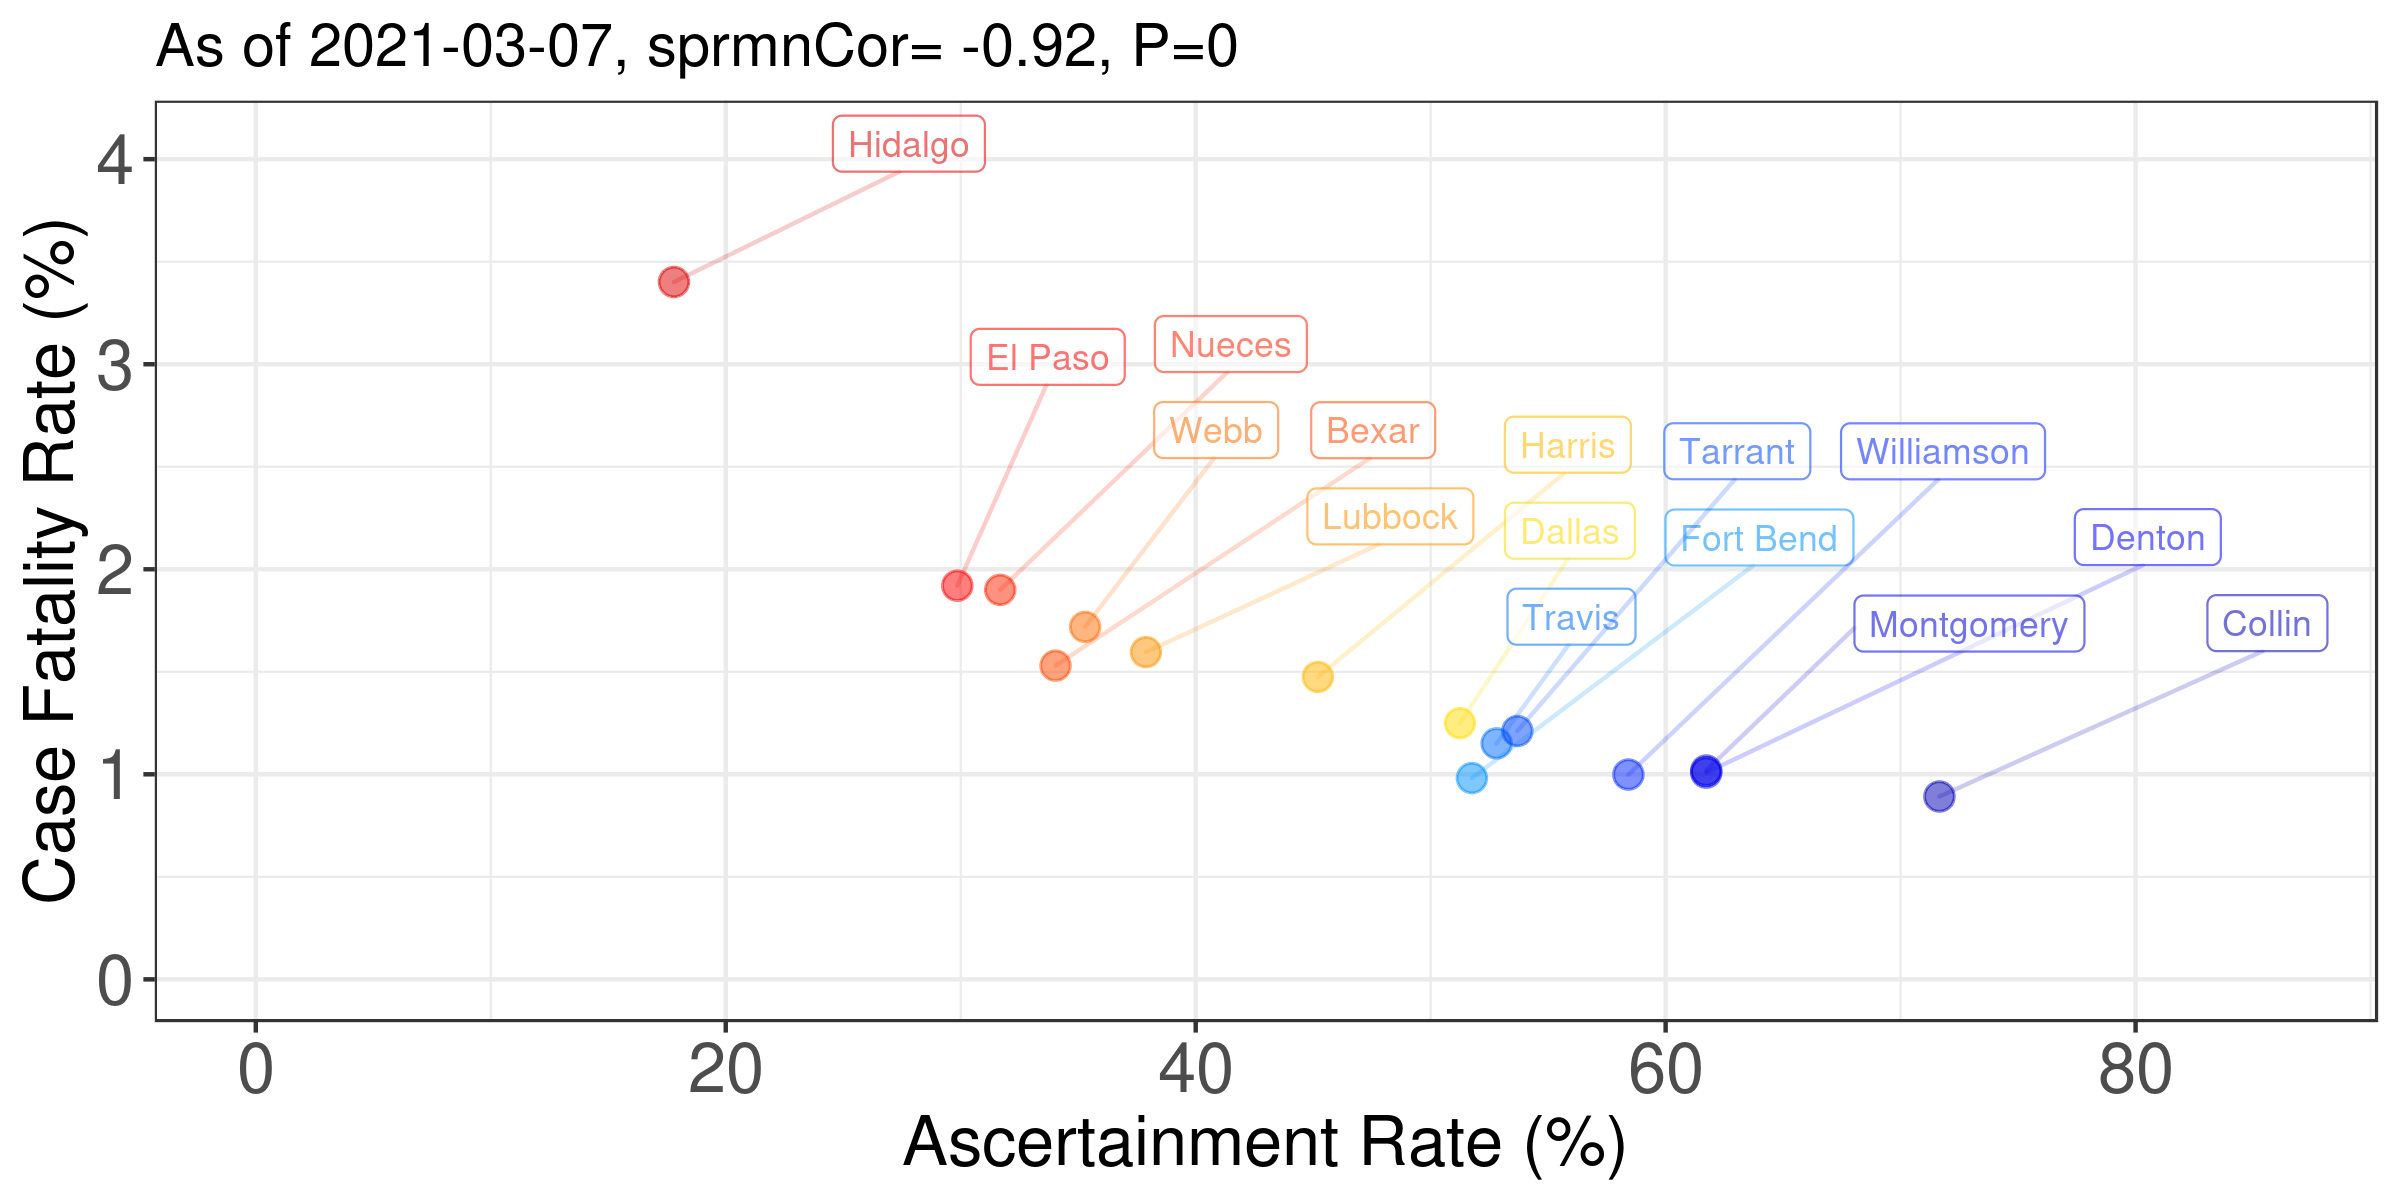 As of 2021-03-07, sprmnCor= -0.92, P=0
Case Fatality Rate (%)
4
3
2
1
0
Hidalgo
El Paso
Nueces
Webb
Bexar
Harris
Tarrant
Williamson
Lubbock
Dallas
Fort Bend
Denton
Travis
Montgomery
Collin
0 20 40 60 80
Ascertainment Rate (%)